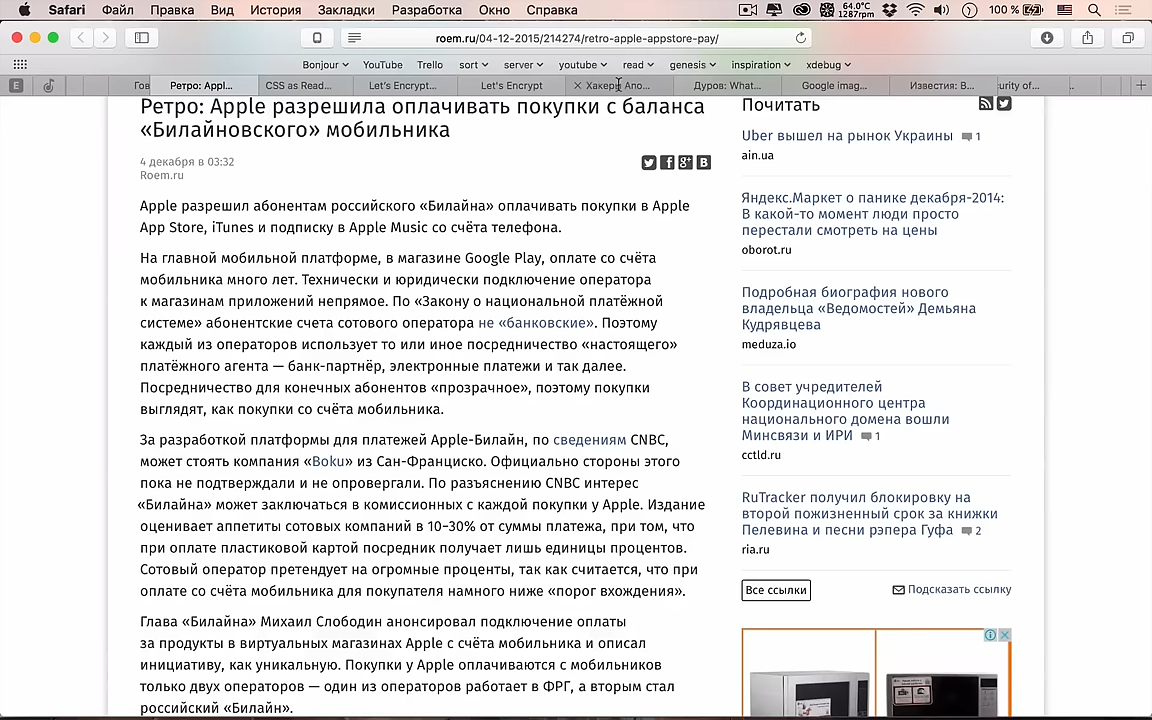 Safari Файл Правка Вид История Закладки Разработка Окно Справка 64.0°C 1287rpm 100 %
roem.ru/04-12-2015/214274/retro-apple-appstore-pay/
Bonjour YouTube Trello sort server youtube read genesis inspiration xdebug
E Гов Ретро: Appl... CSS as Read... Let's Encrypt... Let's Encrypt Хакеры Ano... Дуров: What... Google imag... Известия: В... urity of...
Ретро: Apple разрешила оплачивать покупки с баланса
«Билайновского» мобильника
4 декабря в 03:32
Roem.ru
Apple разрешил абонентам российского «Билайна» оплачивать покупки в Apple
App Store, iTunes и подписку в Apple Music со счёта телефона.
На главной мобильной платформе, в магазине Google Play, оплате со счёта
мобильника много лет. Технически и юридически подключение оператора
к магазинам приложений непрямое. По «Закону о национальной платёжной
системе» абонентские счета сотового оператора не «банковские». Поэтому
каждый из операторов использует то или иное посредничество «настоящего»
платёжного агента — банк-партнёр, электронные платежи и так далее.
Посредничество для конечных абонентов «прозрачное», поэтому покупки
выглядят, как покупки со счёта мобильника.
За разработкой платформы для платежей Apple-Билайн, по сведениям CNBC,
может стоять компания «Boku» из Сан-Франциско. Официально стороны этого
пока не подтверждали и не опровергали. По разъяснению CNBC интерес
«Билайна» может заключаться в комиссионных с каждой покупки у Apple. Издание
оценивает аппетиты сотовых компаний в 10–30% от суммы платежа, при том, что
при оплате пластиковой картой посредник получает лишь единицы процентов.
Сотовый оператор претендует на огромные проценты, так как считается, что при
оплате со счёта мобильника для покупателя намного ниже «порог вхождения».
Глава «Билайна» Михаил Слободин анонсировал подключение оплаты
за продукты в виртуальных магазинах Apple с счёта мобильника и описал
инициативу, как уникальную. Покупки у Apple оплачиваются с мобильников
только двух операторов — один из операторов работает в ФРГ, а вторым стал
российский «Билайн».
Почитать
Uber вышел на рынок Украины 1
ain.ua
Яндекс.Маркет о панике декабря-2014:
В какой-то момент люди просто
перестали смотреть на цены
oborot.ru
Подробная биография нового
владельца «Ведомостей» Демьяна
Кудрявцева
meduza.io
В совет учредителей
Координационного центра
национального домена вошли
Минсвязи и ИРИ 1
cctld.ru
RuTracker получил блокировку на
второй пожизненный срок за книжки
Пелевина и песни рэпера Гуфа 2
ria.ru
Все ссылки Подсказать ссылку